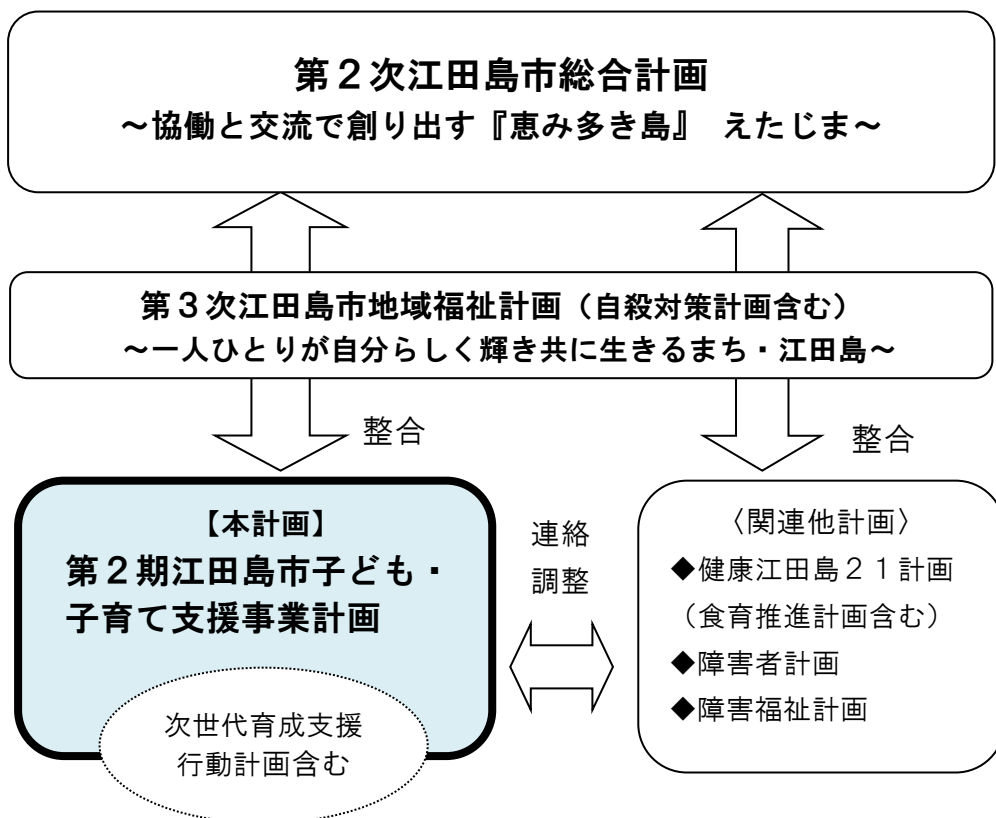 第２次江田島市総合計画
～協働と交流で創り出す『恵み多き島』 えたじま～
第３次江田島市地域福祉計画（自殺対策計画含む）
～一人ひとりが自分らしく輝き共に生きるまち・江田島～
整合
整合
【本計画】
第２期江田島市子ども・
子育て支援事業計画
次世代育成支援
行動計画含む
連絡
調整
〈関連他計画〉
◆健康江田島２１計画
（食育推進計画含む）
◆障害者計画
◆障害福祉計画